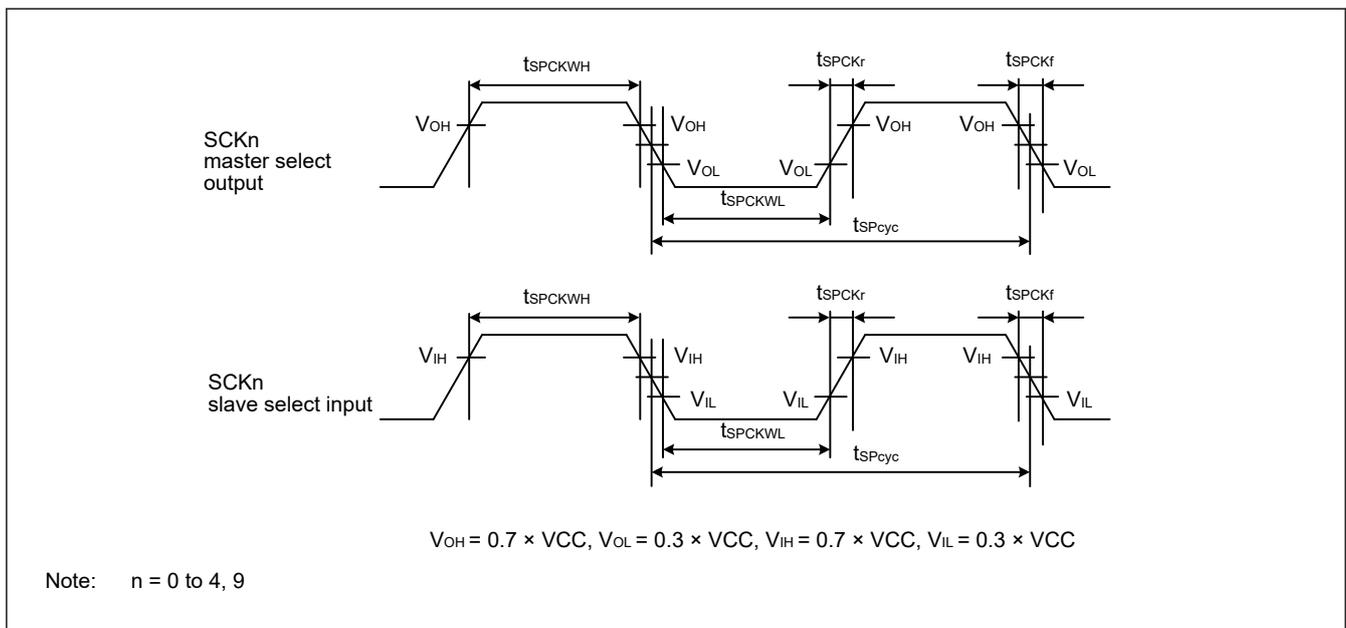 tSPCKWH
tSPCKr
tSPCKf
SCKn
master select
output
VOH
VOH
VOL
VOL
VOH
VOH
VOL
tSPCKWL
tSPcyc
tSPCKWH
tSPCKr
tSPCKf
SCKn
slave select input
VIH
VIH
VIL
VIL
VIH
VIH
VIL
tSPCKWL
tSPcyc
VOH = 0.7 × VCC, VOL = 0.3 × VCC, VIH = 0.7 × VCC, VIL = 0.3 × VCC
Note: n = 0 to 4, 9